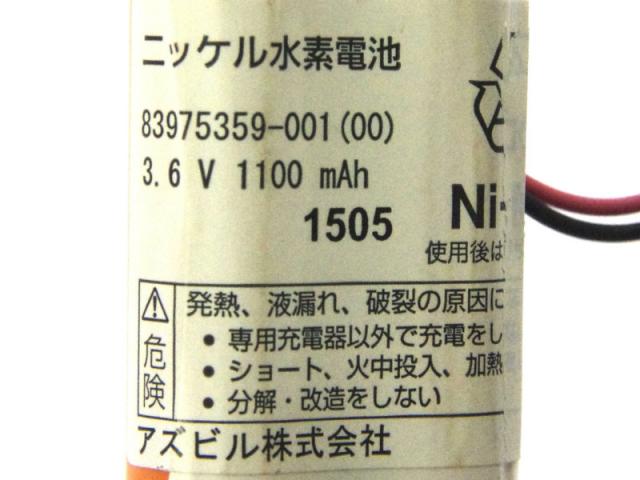 ニッケル水素電池
83975359-001(00)
3.6 V 1100 mAh
1505
Ni-
使用後は
発熱、液漏れ、破裂の原因に
危険
・専用充電器以外で充電をし
・ショート、火中投入、加熱
・分解・改造をしない
アズビル株式会社